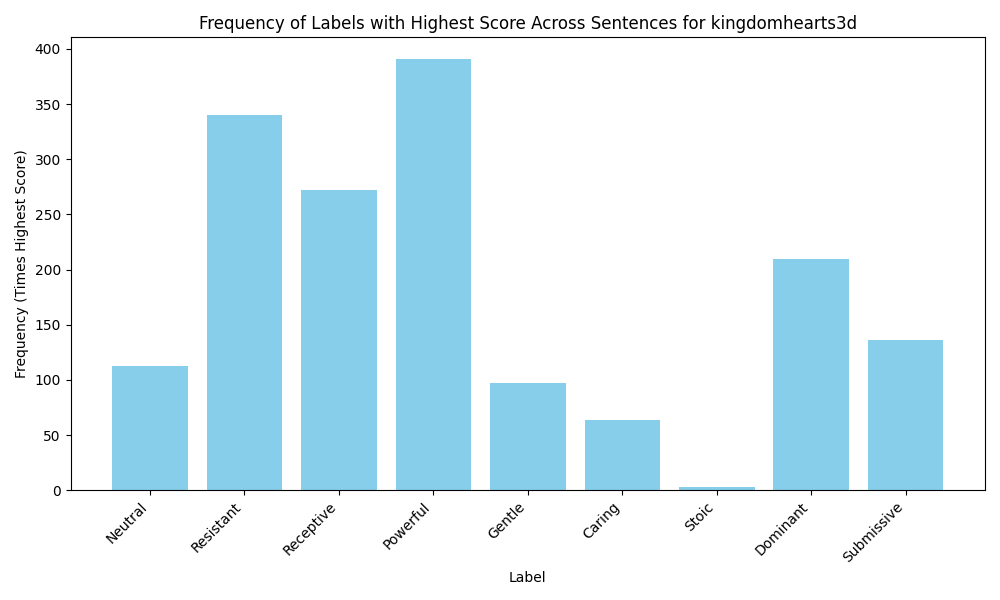 Frequency of Labels with Highest Score Across Sentences for kingdomhearts3d
Frequency (Times Highest Score)
400
350
300
250
200
150
100
50
0
Neutral
Resistant
Receptive
Powerful
Gentle
Caring
Stoic
Dominant
Submissive
Label